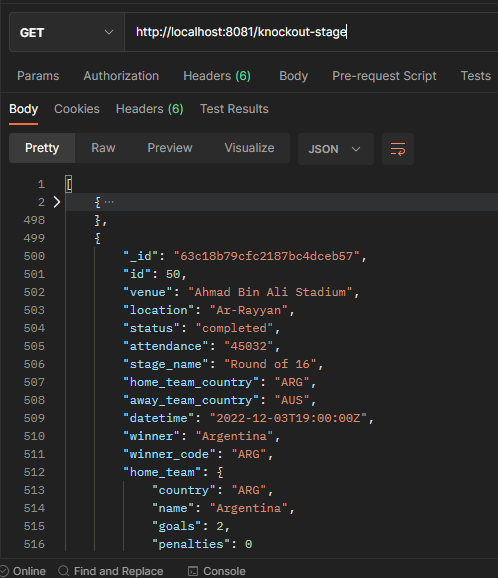 GET http://localhost:8081/knockout-stage
Params Authorization Headers (6) Body Pre-request Script Tests
Body Cookies Headers (6) Test Results
Pretty Raw Preview Visualize JSON
1 [
2 { ...
498 },
499 {
500 "_id": "63c18b79cfc2187bc4dceb57",
501 "id": 50,
502 "venue": "Ahmad Bin Ali Stadium",
503 "location": "Ar-Rayyan",
504 "status": "completed",
505 "attendance": "45032",
506 "stage_name": "Round of 16",
507 "home_team_country": "ARG",
508 "away_team_country": "AUS",
509 "datetime": "2022-12-03T19:00:00Z",
510 "winner": "Argentina",
511 "winner_code": "ARG",
512 "home_team": {
513 "country": "ARG",
514 "name": "Argentina",
515 "goals": 2,
516 "penalties": 0
Online Find and Replace Console